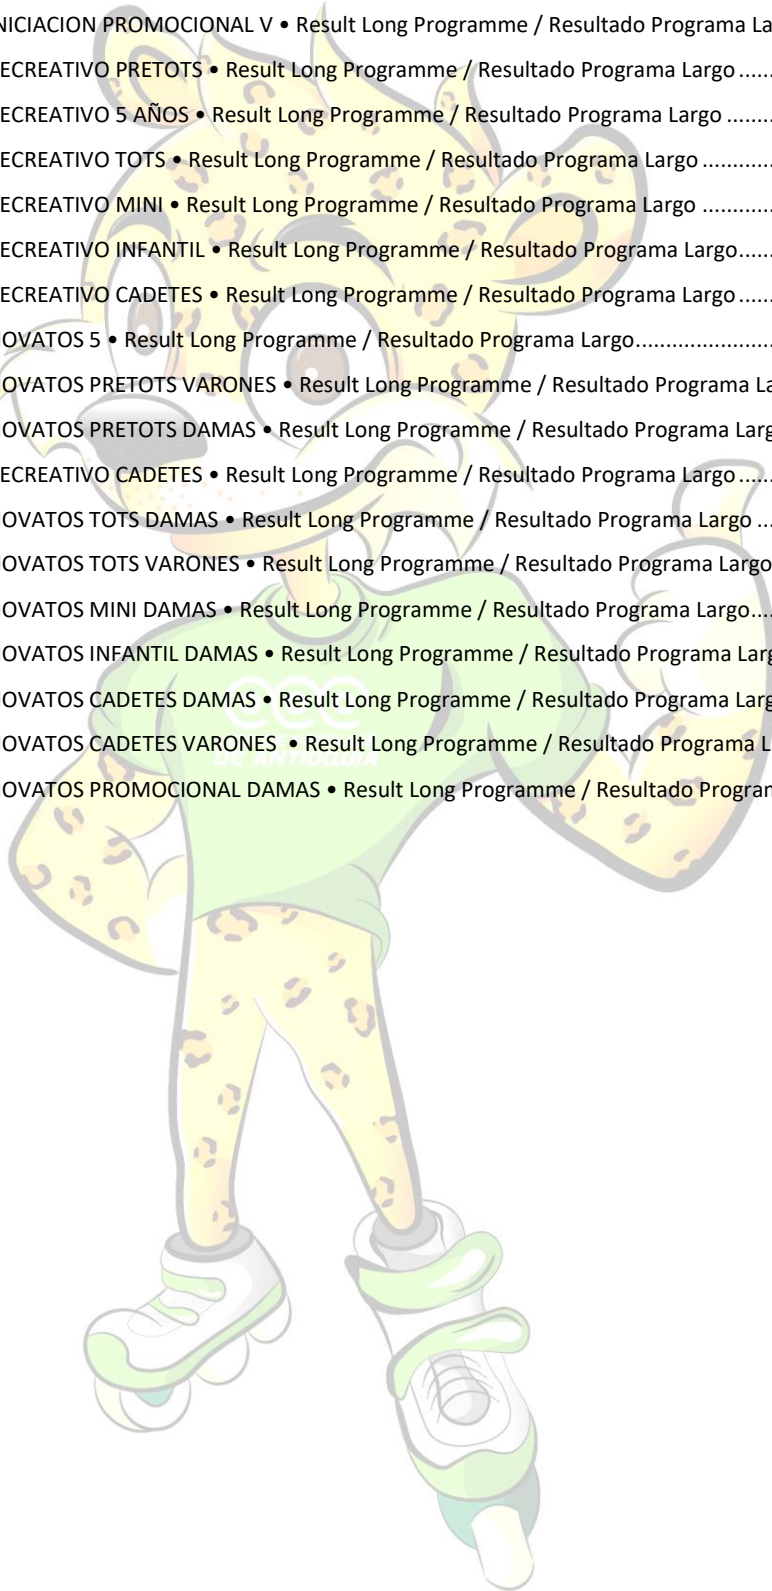 NICIACION PROMOCIONAL V • Result Long Programme / Resultado Programa La
ECREATIVO PRETOTS • Result Long Programme / Resultado Programa Largo ......
ECREATIVO 5 AÑOS • Result Long Programme / Resultado Programa Largo ........
ECREATIVO TOTS • Result Long Programme / Resultado Programa Largo ............
ECREATIVO MINI • Result Long Programme / Resultado Programa Largo ............
ECREATIVO INFANTIL • Result Long Programme / Resultado Programa Largo......
ECREATIVO CADETES • Result Long Programme / Resultado Programa Largo ......
OVATOS 5 • Result Long Programme / Resultado Programa Largo.......................
OVATOS PRETOTS VARONES • Result Long Programme / Resultado Programa La
OVATOS PRETOTS DAMAS • Result Long Programme / Resultado Programa Larg
ECREATIVO CADETES • Result Long Programme / Resultado Programa Largo ......
OVATOS TOTS DAMAS • Result Long Programme / Resultado Programa Largo ...
OVATOS TOTS VARONES • Result Long Programme / Resultado Programa Largo
OVATOS MINI DAMAS • Result Long Programme / Resultado Programa Largo....
OVATOS INFANTIL DAMAS • Result Long Programme / Resultado Programa Larg
OVATOS CADETES DAMAS • Result Long Programme / Resultado Programa Larg
OVATOS CADETES VARONES • Result Long Programme / Resultado Programa L
DE ANTIOQUIA
OVATOS PROMOCIONAL DAMAS • Result Long Programme / Resultado Program